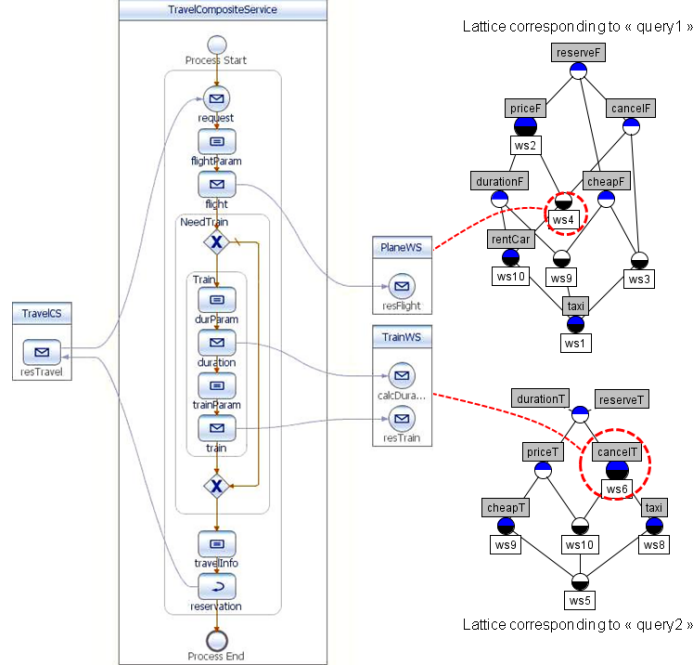 TravelCompositeService
Process Start
request
flightParam
flight
NeedTrain
X
Train
durParam
duration
trainParam
train
X
travelInfo
reservation
Process End
TravelCS
resTravel
PlaneWS
resFlight
TrainWS
calcDura...
resTrain
Lattice corresponding to « query1 »
reserveF
priceF
cancelF
ws2
durationF
cheapF
ws4
rentCar
ws10
ws9
ws3
taxi
ws1
durationT
reserveT
priceT
cancelT
ws6
cheapT
taxi
ws9
ws10
ws8
ws5
Lattice corresponding to « query2 »